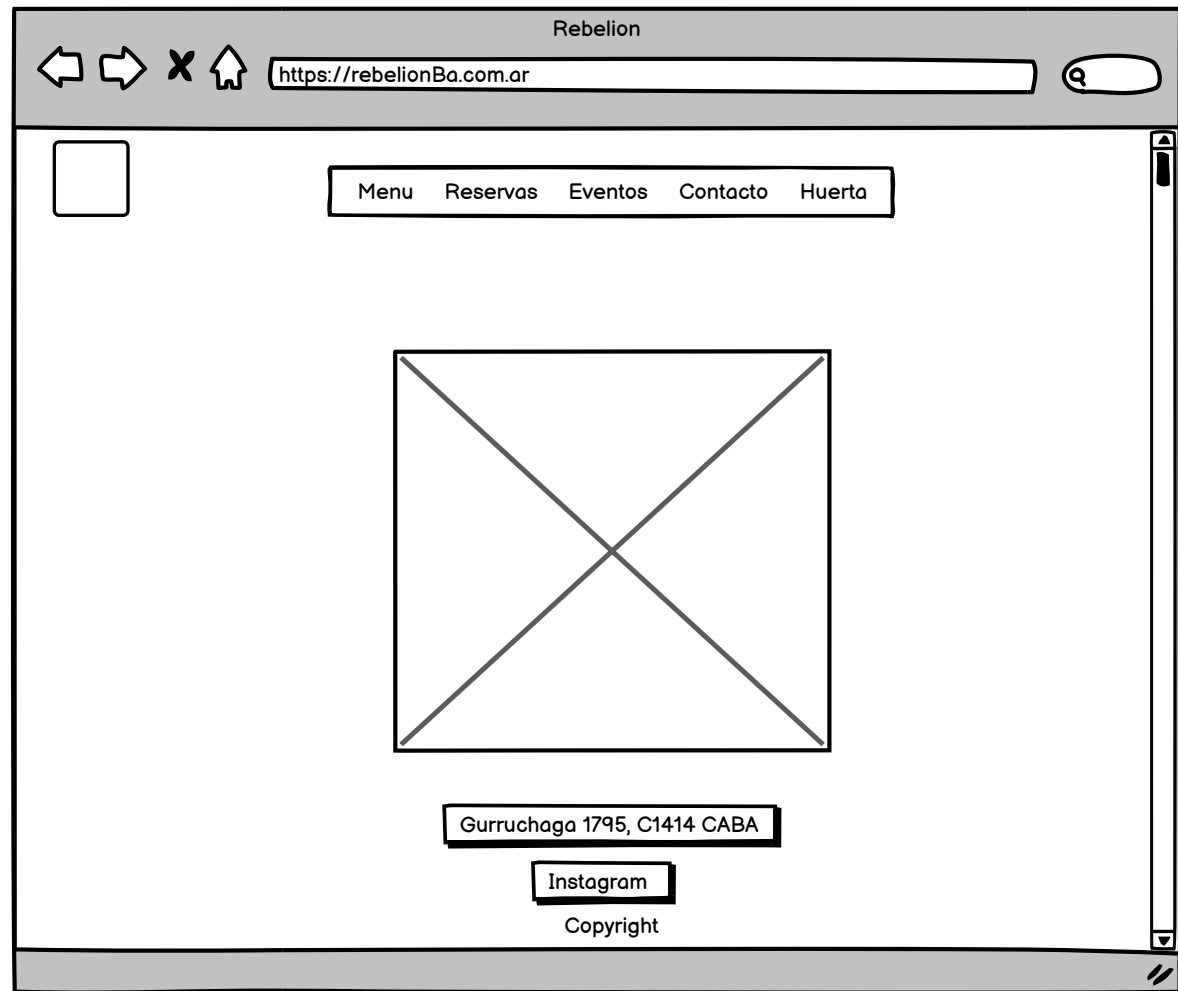 Rebelion
https://rebelionBa.com.ar
Menu Reservas Eventos Contacto Huerta
Gurruchaga 1795, C1414 CABA
Instagram
Copyright